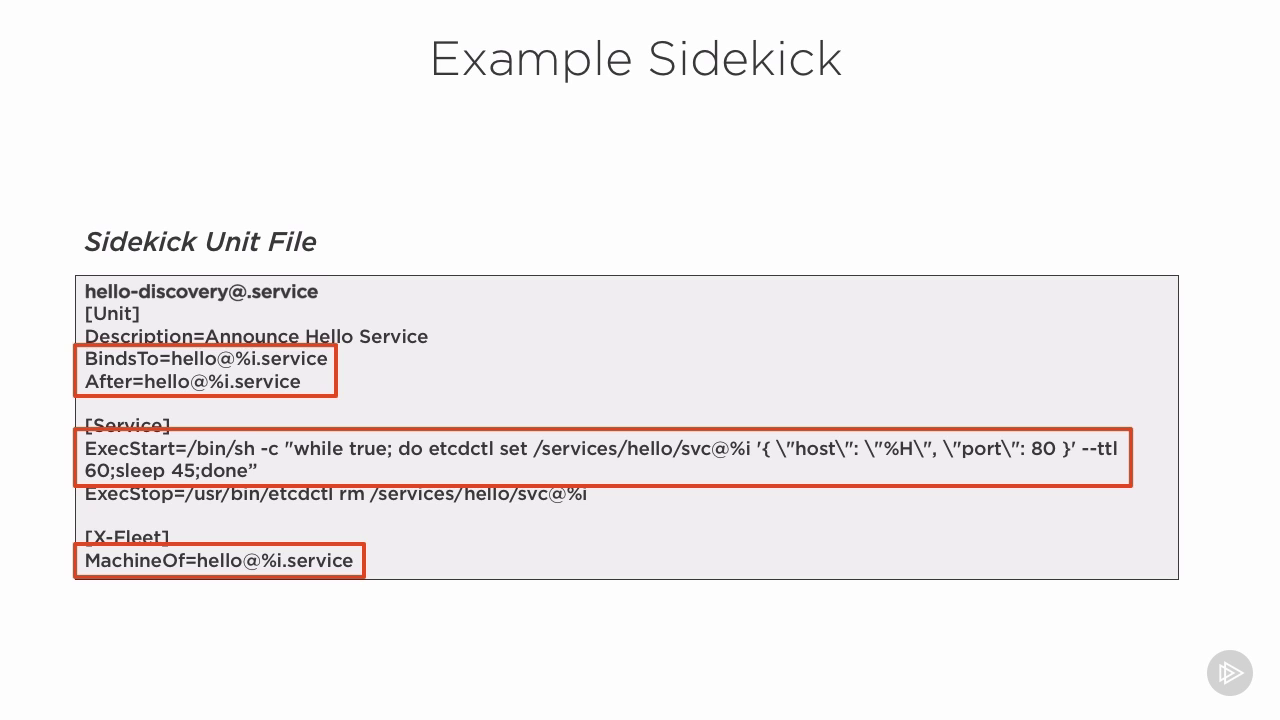 Example Sidekick
Sidekick Unit File
hello-discovery@.service
[Unit]
Description=Announce Hello Service
BindsTo=hello@%i.service
After=hello@%i.service
[Service]
ExecStart=/bin/sh -c "while true; do etcdctl set /services/hello/svc@%i '{ \"host\": \"%H\", \"port\": 80 }' --ttl
60;sleep 45;done”
ExecStop=/usr/bin/etcdctl rm /services/hello/svc@%i
[X-Fleet]
MachineOf=hello@%i.service